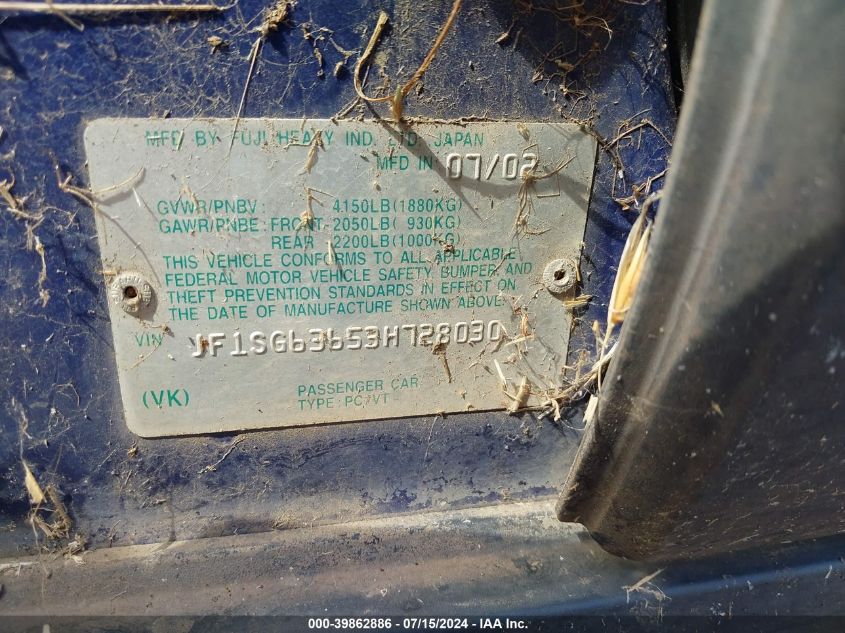 MFD BY FUJI HEAVY IND. LTD. JAPAN
MFD IN 07/02
GVWR/PNBV : 4150LB(1880KG)
GAWR/PNBE: FRONT-2050LB( 930KG)
REAR -2200LB(1000KG)
THIS VEHICLE CONFORMS TO ALL APPLICABLE
FEDERAL MOTOR VEHICLE SAFETY BUMPER, AND
THEFT PREVENTION STANDARDS IN EFFECT ON
THE DATE OF MANUFACTURE SHOWN ABOVE.
VIN JF1SG63653H728030
(VK) PASSENGER CAR
TYPE: PC7VT
000-39862886 - 07/15/2024 - IAA Inc.